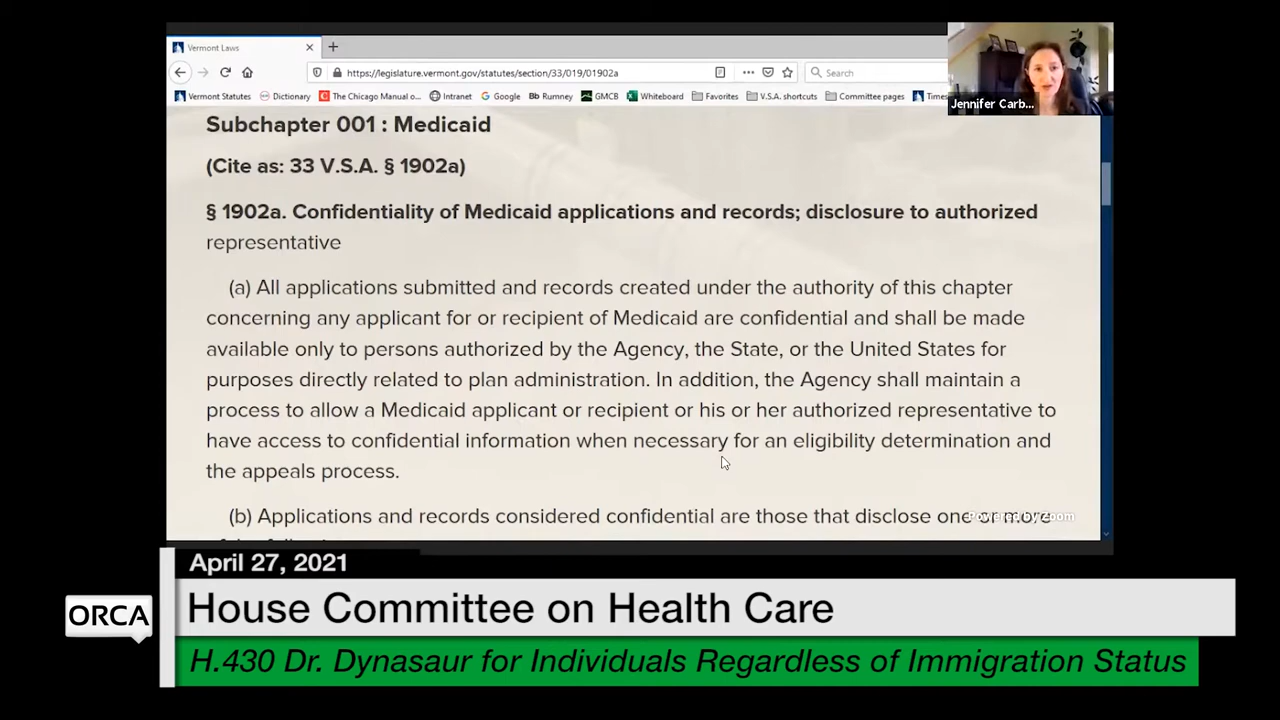 Vermont Laws
https://legislature.vermont.gov/statutes/section/33/019/01902a
Search
Vermont Statutes Dictionary The Chicago Manual o... Intranet Google Bb Rumney GMCB Whiteboard Favorites V.S.A. shortcuts Committee pages Times
Jennifer Carb...
Subchapter 001 : Medicaid
(Cite as: 33 V.S.A. § 1902a)
§ 1902a. Confidentiality of Medicaid applications and records; disclosure to authorized
representative
(a) All applications submitted and records created under the authority of this chapter
concerning any applicant for or recipient of Medicaid are confidential and shall be made
available only to persons authorized by the Agency, the State, or the United States for
purposes directly related to plan administration. In addition, the Agency shall maintain a
process to allow a Medicaid applicant or recipient or his or her authorized representative to
have access to confidential information when necessary for an eligibility determination and
the appeals process.
(b) Applications and records considered confidential are those that disclose one or more
Powered by Zoom
April 27, 2021
ORCA
House Committee on Health Care
H.430 Dr. Dynasaur for Individuals Regardless of Immigration Status